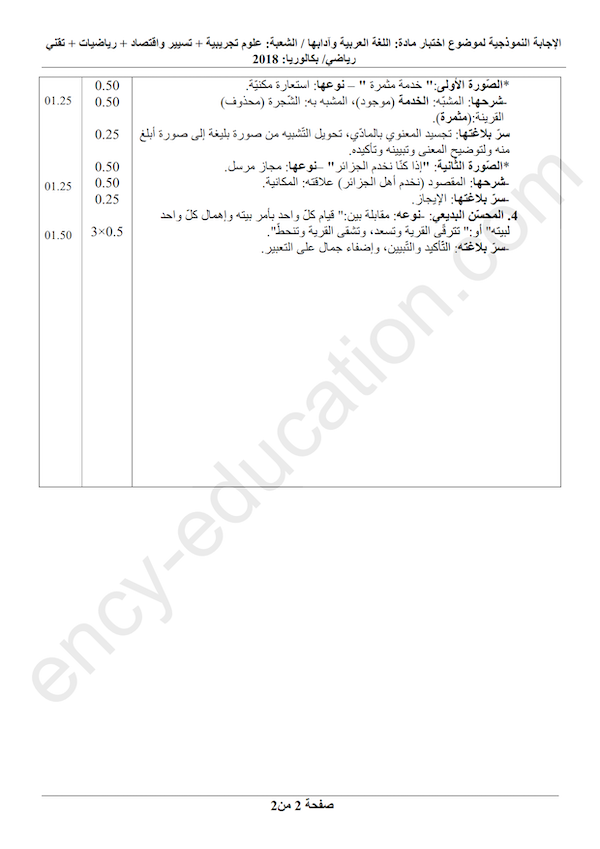 الإجابة النموذجية لموضوع اختبار مادة: اللغة العربية وآدابها / الشعبة: علوم تجريبية + تسيير واقتصاد + رياضيات + تقني
رياضي/ بكالوريا: 2018
*الصّورة الأولى:" خدمة مثمرة " – نوعها: استعارة مكنيّة. 0.50
-شرحها: المشبّه: الخدمة (موجود)، المشبه به: الشّجرة (محذوف) 0.50 01.25
القرينة:(مثمرة).
سرّ بلاغتها: تجسيد المعنوي بالمادّي، تحويل التّشبيه من صورة بليغة إلى صورة أبلغ 0.25
منه ولتوضيح المعنى وتبيينه وتأكيده.
*الصّورة الثّانية: "إذا كنّا نخدم الجزائر" –نوعها: مجاز مرسل. 0.50
-شرحها: المقصود (نخدم أهل الجزائر) علاقته: المكانية. 0.50 01.25
-سرّ بلاغتها: الإيجاز. 0.25
4. المحسّن البديعي: -نوعه: مقابلة بين:" قيام كلّ واحد بأمر بيته وإهمال كلّ واحد
لبيته" أو:" تترقّى القرية وتسعد، وتشقى القرية وتنحطّ". 3×0.5 01.50
-سرّ بلاغته: التّأكيد والتّبيين، وإضفاء جمال على التعبير.
ency-education.com
صفحة 2 من2